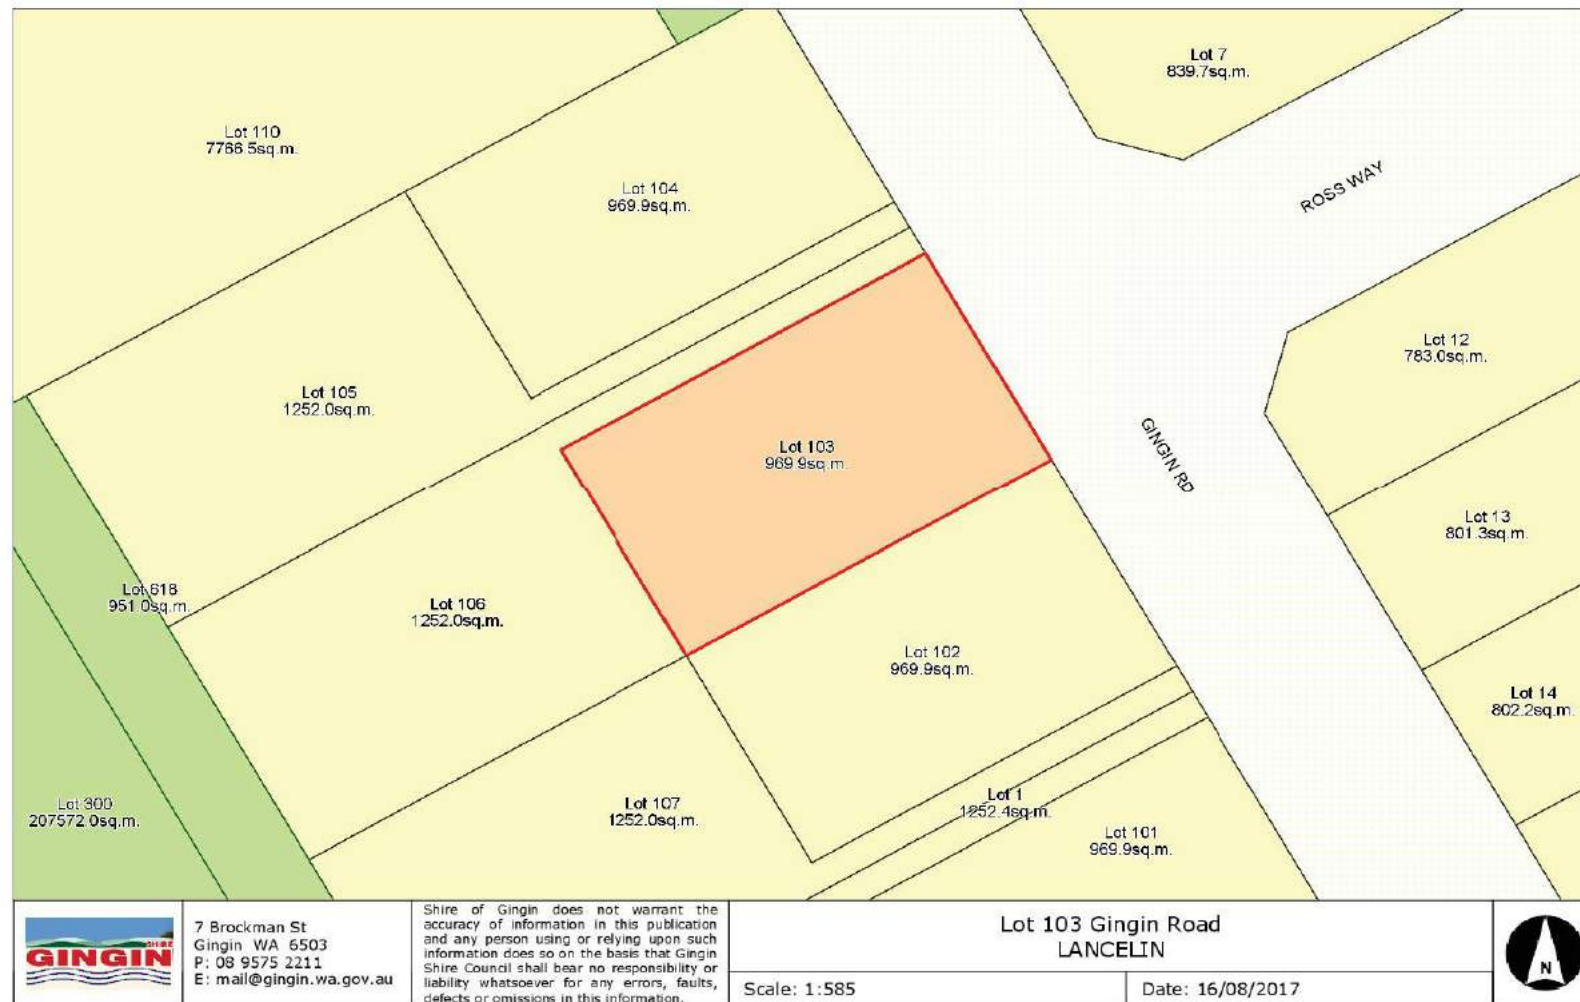 Lot 7
839.7sq.m.
Lot 110
7766.5sq.m.
Lot 104
969.9sq.m.
ROSS WAY
Lot 12
783.0sq.m.
Lot 105
1252.0sq.m.
Lot 103
969.9sq.m.
GINGIN RD
Lot 13
801.3sq.m.
Lot 618
951.0sq.m.
Lot 106
1252.0sq.m.
Lot 102
969.9sq.m.
Lot 14
802.2sq.m.
Lot 300
207572.0sq.m.
Lot 107
1252.0sq.m.
Lot 1
1252.4sq.m.
Lot 101
969.9sq.m.
SHIRE
GINGIN
7 Brockman St
Gingin WA 6503
P: 08 9575 2211
E: mail@gingin.wa.gov.au
Shire of Gingin does not warrant the
accuracy of information in this publication
and any person using or relying upon such
information does so on the basis that Gingin
Shire Council shall bear no responsibility or
liability whatsoever for any errors, faults,
defects or omissions in this information.
Lot 103 Gingin Road
LANCELIN
Scale: 1:585
Date: 16/08/2017
N